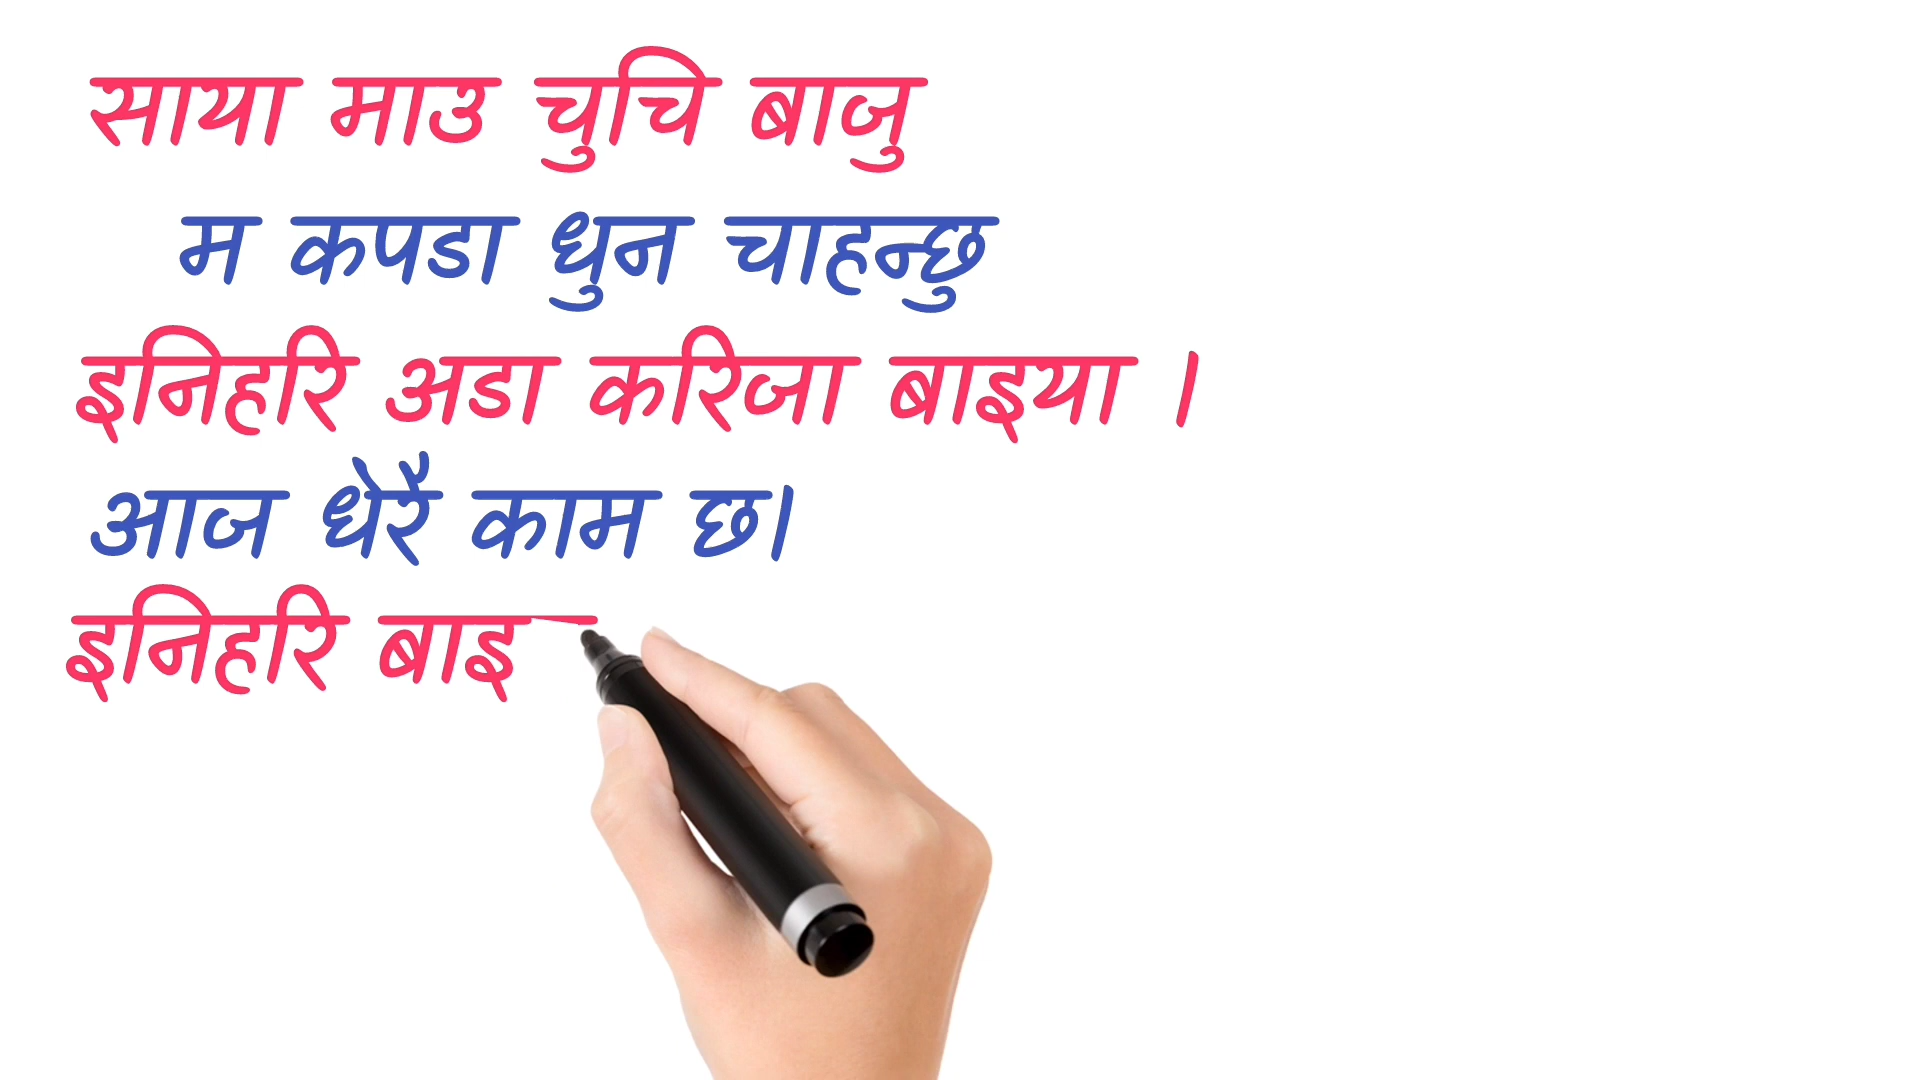 साया माउ चुचि बाजु
म कपडा धुन चाहन्छु
इनिहरि अडा करिजा बाइया ।
आज धेरै काम छ।
इनिहरि बाइ